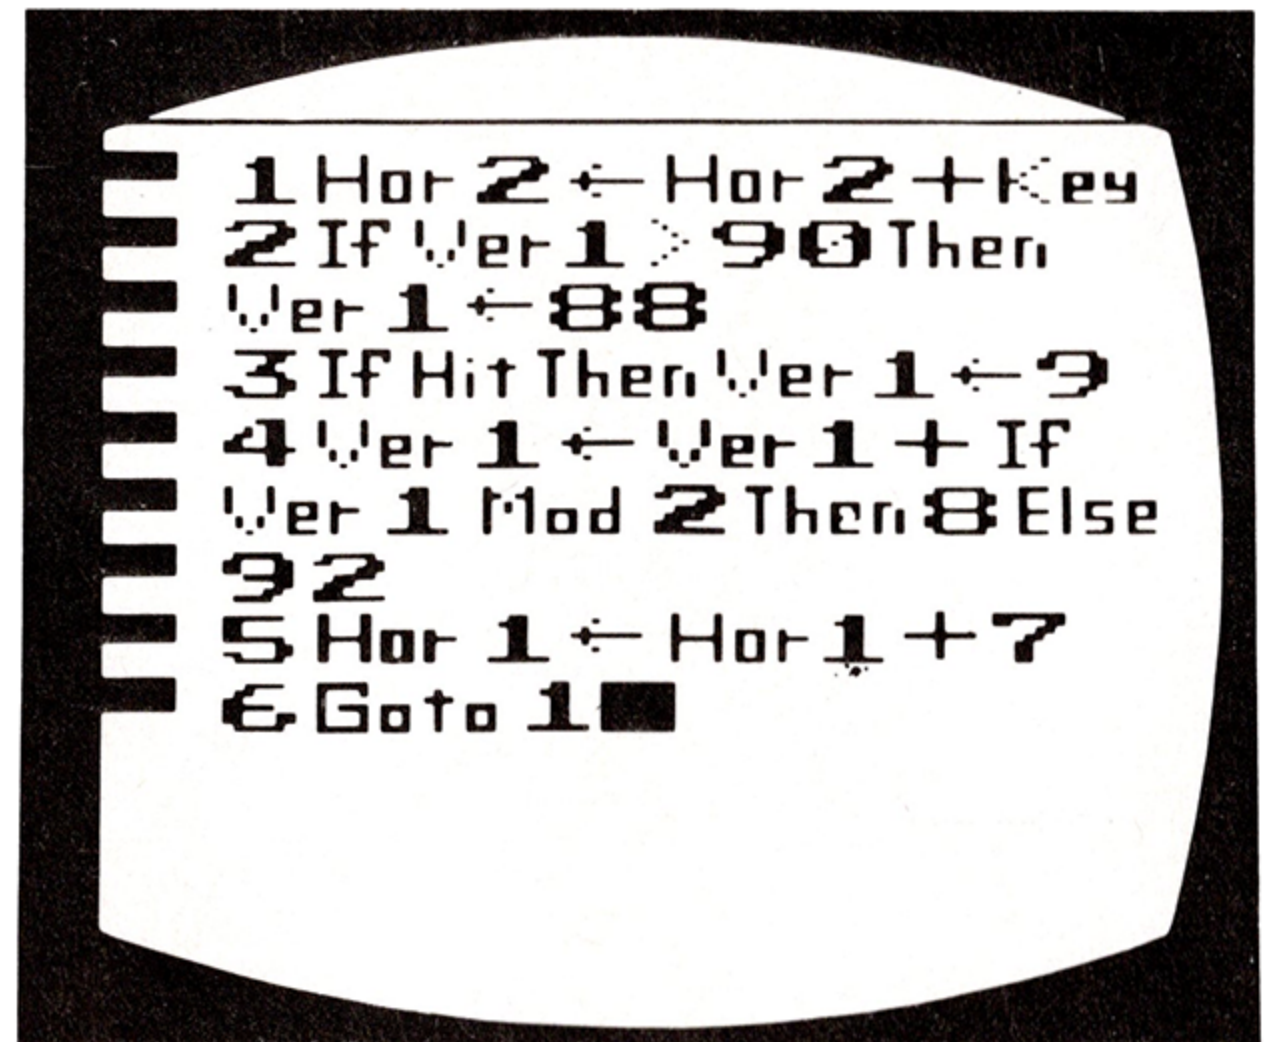 1 Hor 2 ← Hor 2 + Key
2 If Ver 1 > 90 Then
Ver 1 ← 88
3 If Hit Then Ver 1 ← 9
4 Ver 1 ← Ver 1 + If
Ver 1 Mod 2 Then 8 Else
92
5 Hor 1 ← Hor 1 + 7
6 Goto 1